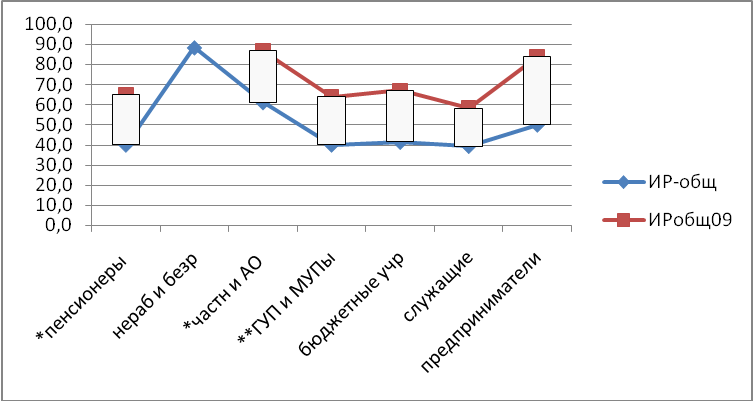 100,0
90,0
80,0
70,0
60,0
50,0
40,0
30,0
20,0
10,0
0,0
*пенсионеры
нераб и безр
*частн и АО
**ГУП и МУПы
бюджетные учр
служащие
предприниматели
ИР-общ
ИРобщ09